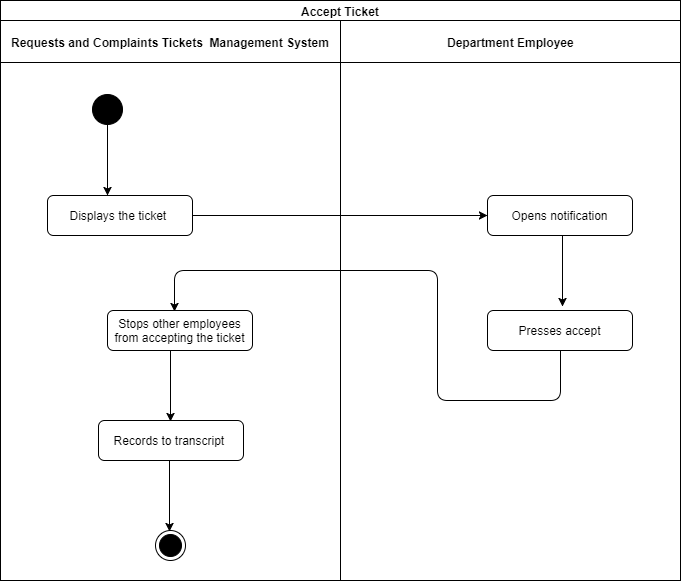 Accept Ticket
Requests and Complaints Tickets  Management System
Department Employee
Displays the ticket
Opens notification
Stops other employees
from accepting the ticket
Presses accept
Records to transcript